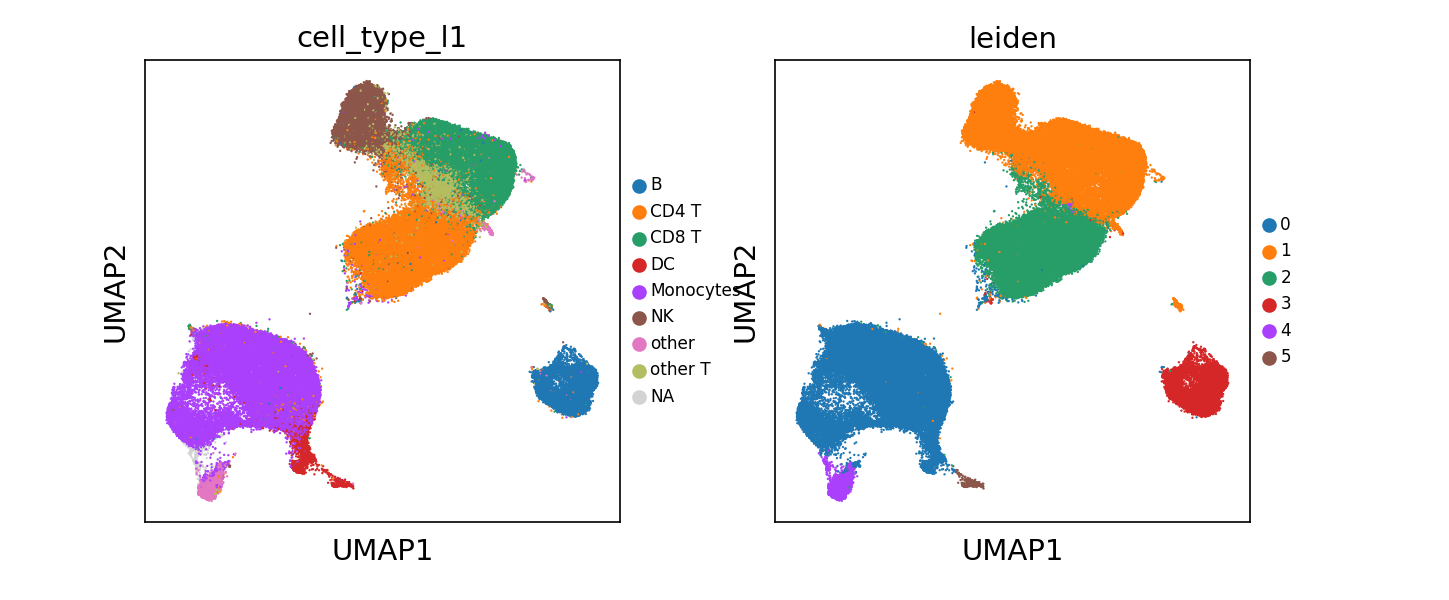 cell_type_l1
UMAP2
UMAP1
B
CD4 T
CD8 T
DC
Monocytes
NK
other
other T
NA
leiden
UMAP2
UMAP1
0
1
2
3
4
5